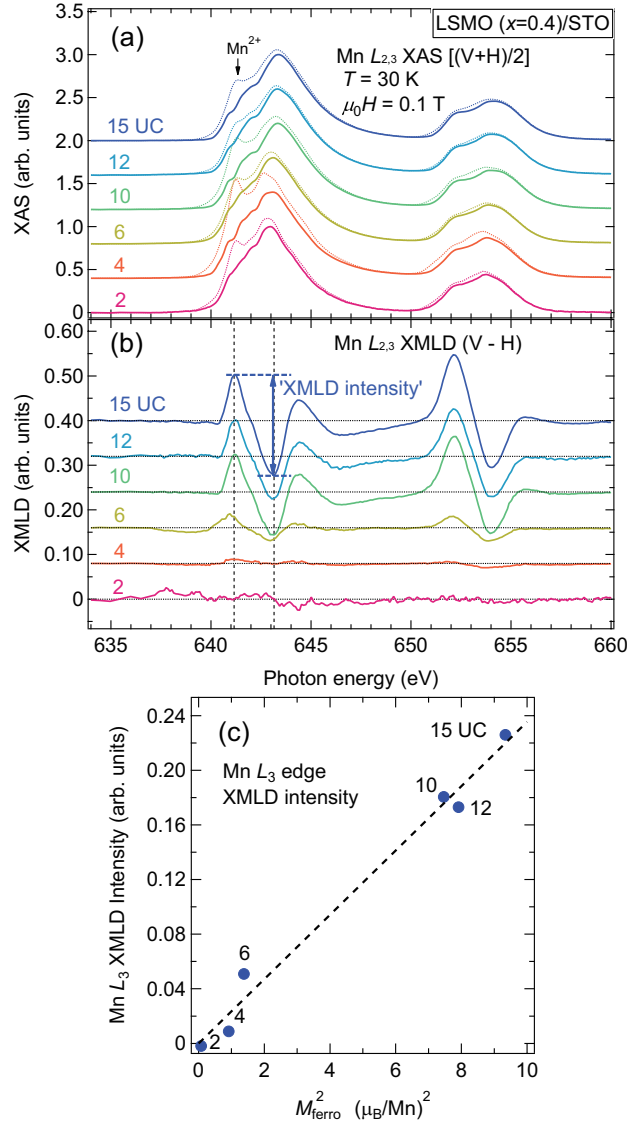 LSMO (x=0.4)/STO
(a)
Mn²⁺
Mn L₂,₃ XAS [(V+H)/2]
T = 30 K
μ₀H = 0.1 T
XAS (arb. units)
3.0
2.5
2.0
1.5
1.0
0.5
0
15 UC
12
10
6
4
2
(b)
Mn L₂,₃ XMLD (V - H)
XMLD (arb. units)
0.60
0.50
0.40
0.30
0.20
0.10
0
'XMLD intensity'
15 UC
12
10
6
4
2
635 640 645 650 655 660
Photon energy (eV)
(c)
Mn L₃ edge
XMLD intensity
Mn L₃ XMLD Intensity (arb. units)
0.24
0.20
0.16
0.12
0.08
0.04
0
15 UC
10
12
6
4
2
0 2 4 6 8 10
M²ferro (μB/Mn)²